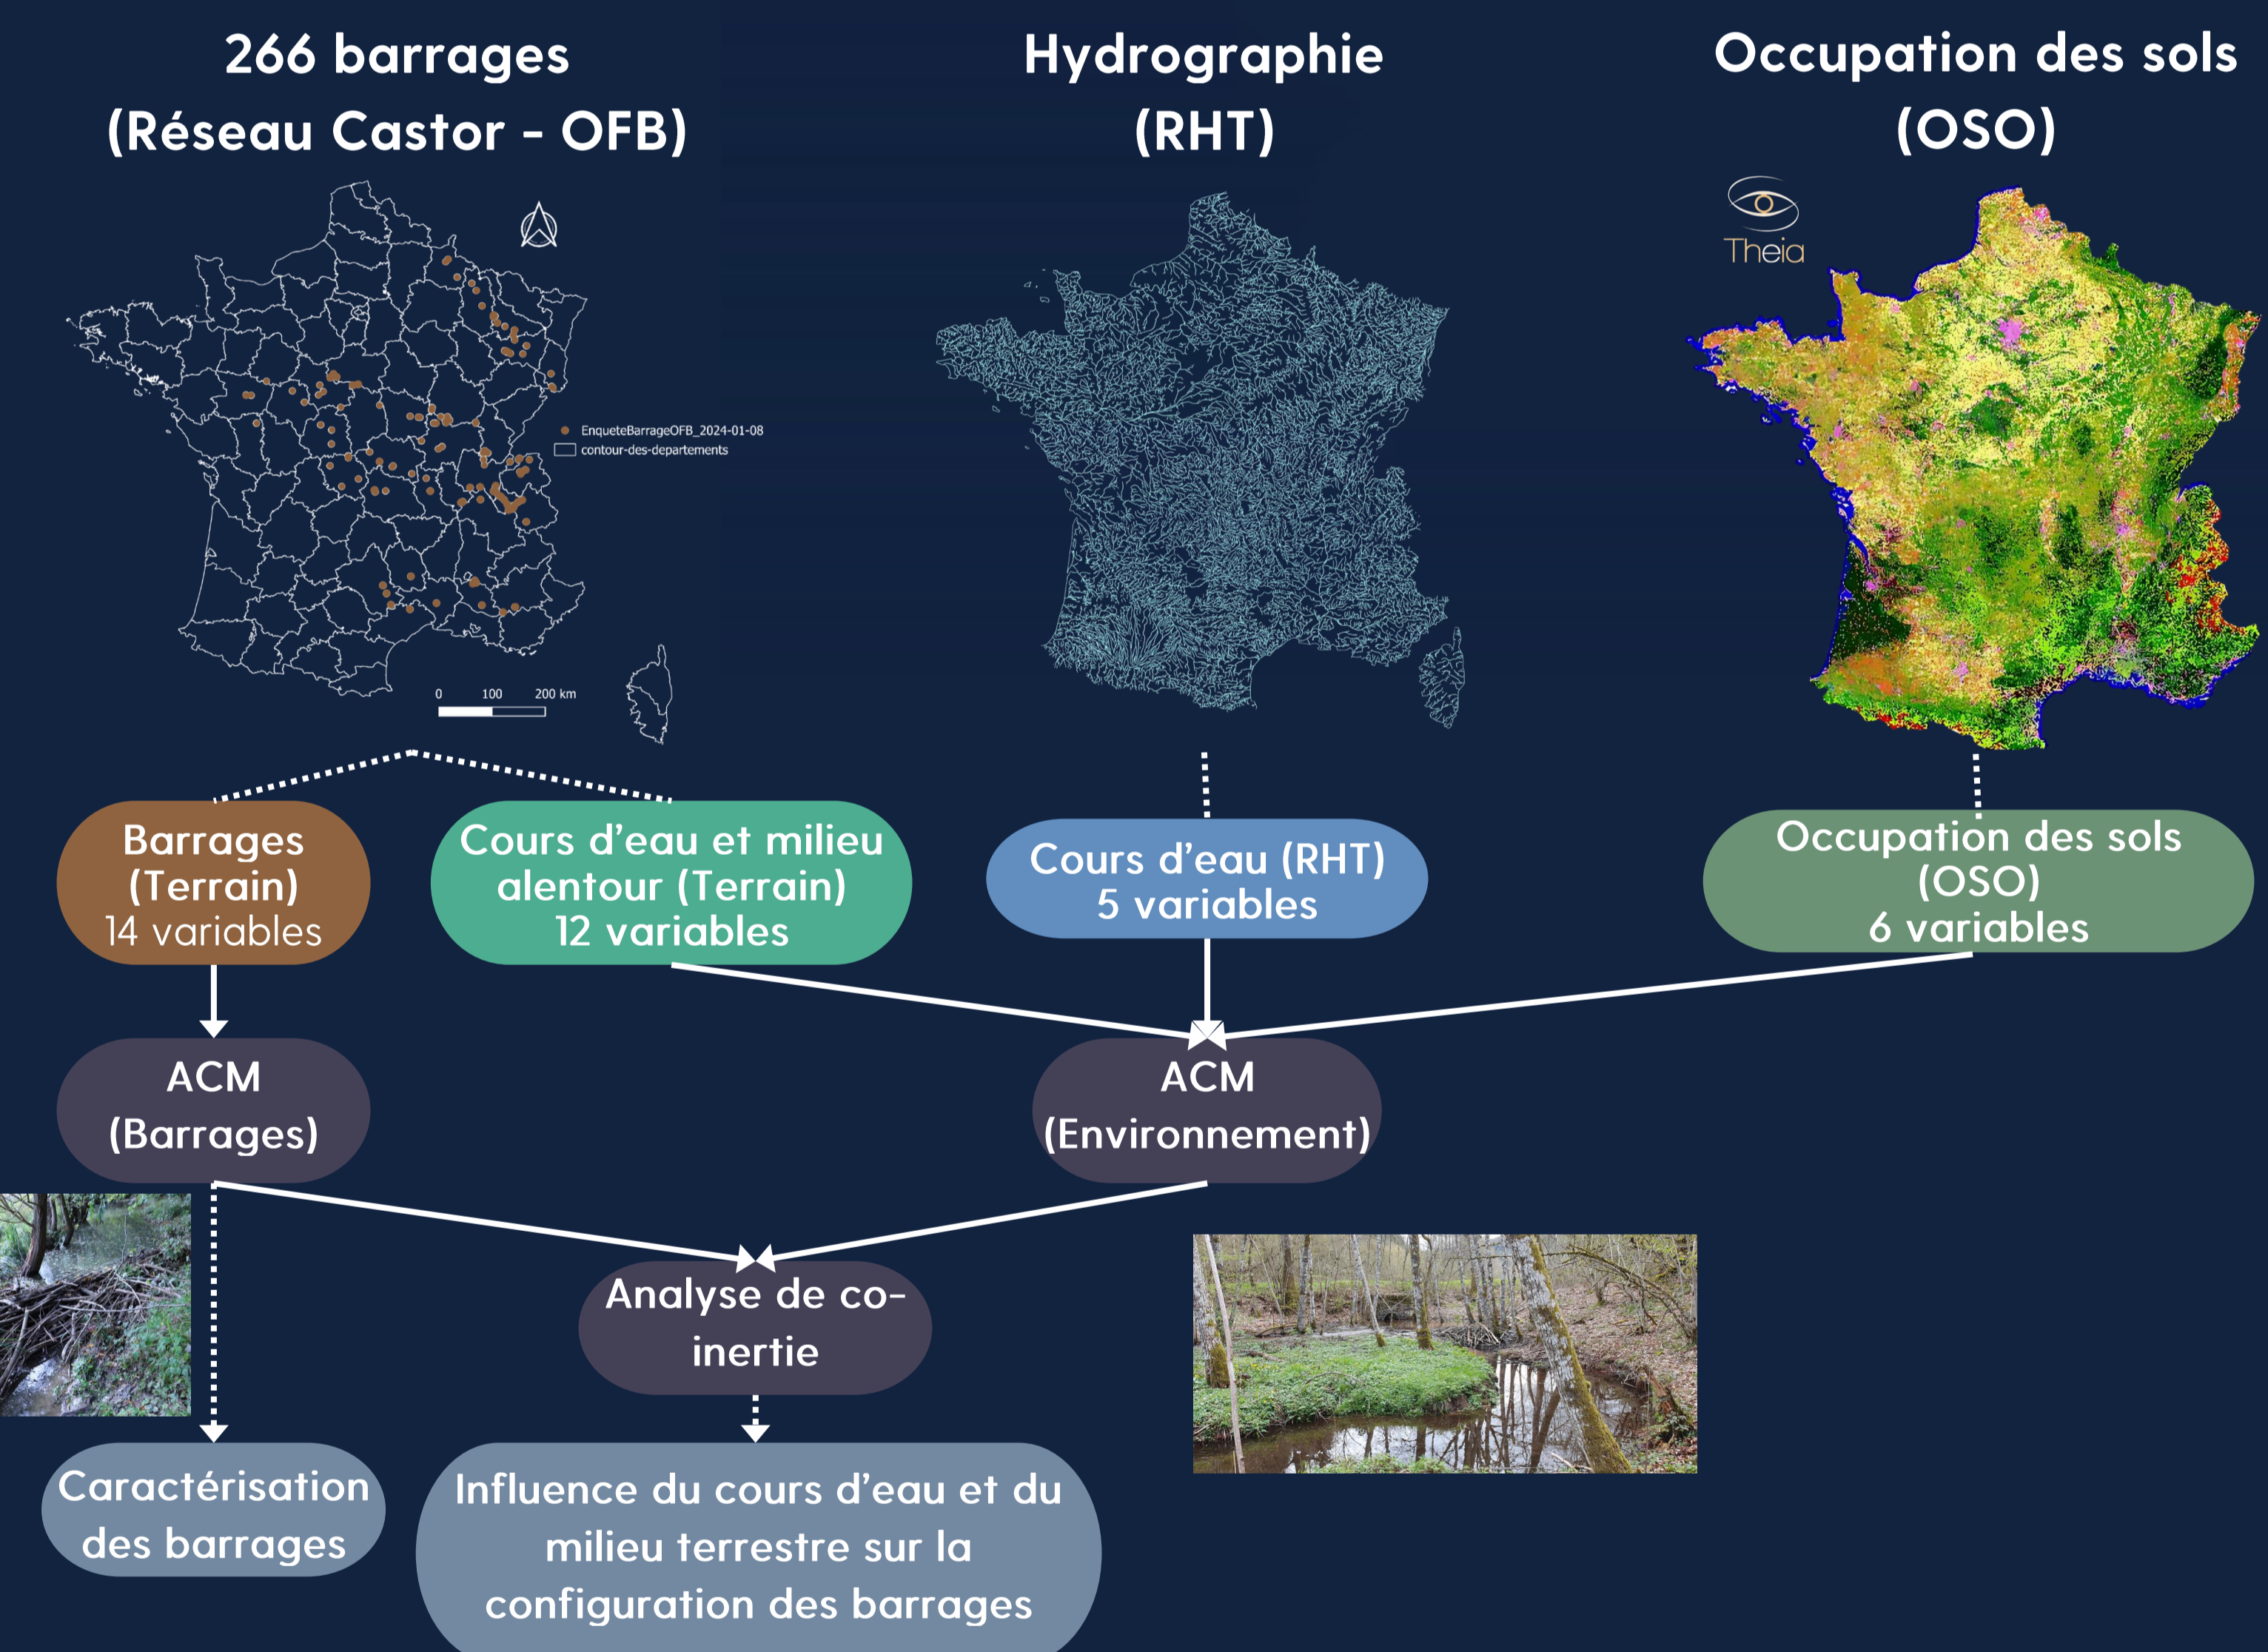 266 barrages
(Réseau Castor - OFB)
Hydrographie
(RHT)
Occupation des sols
(OSO)
Theia
EnqueteBarrageOFB_2024-01-08
contour-des-departements
0 100 200 km
Barrages
(Terrain)
14 variables
Cours d'eau et milieu
alentour (Terrain)
12 variables
Cours d'eau (RHT)
5 variables
Occupation des sols
(OSO)
6 variables
ACM
(Barrages)
ACM
(Environnement)
Analyse de co-
inertie
Caractérisation
des barrages
Influence du cours d'eau et du
milieu terrestre sur la
configuration des barrages